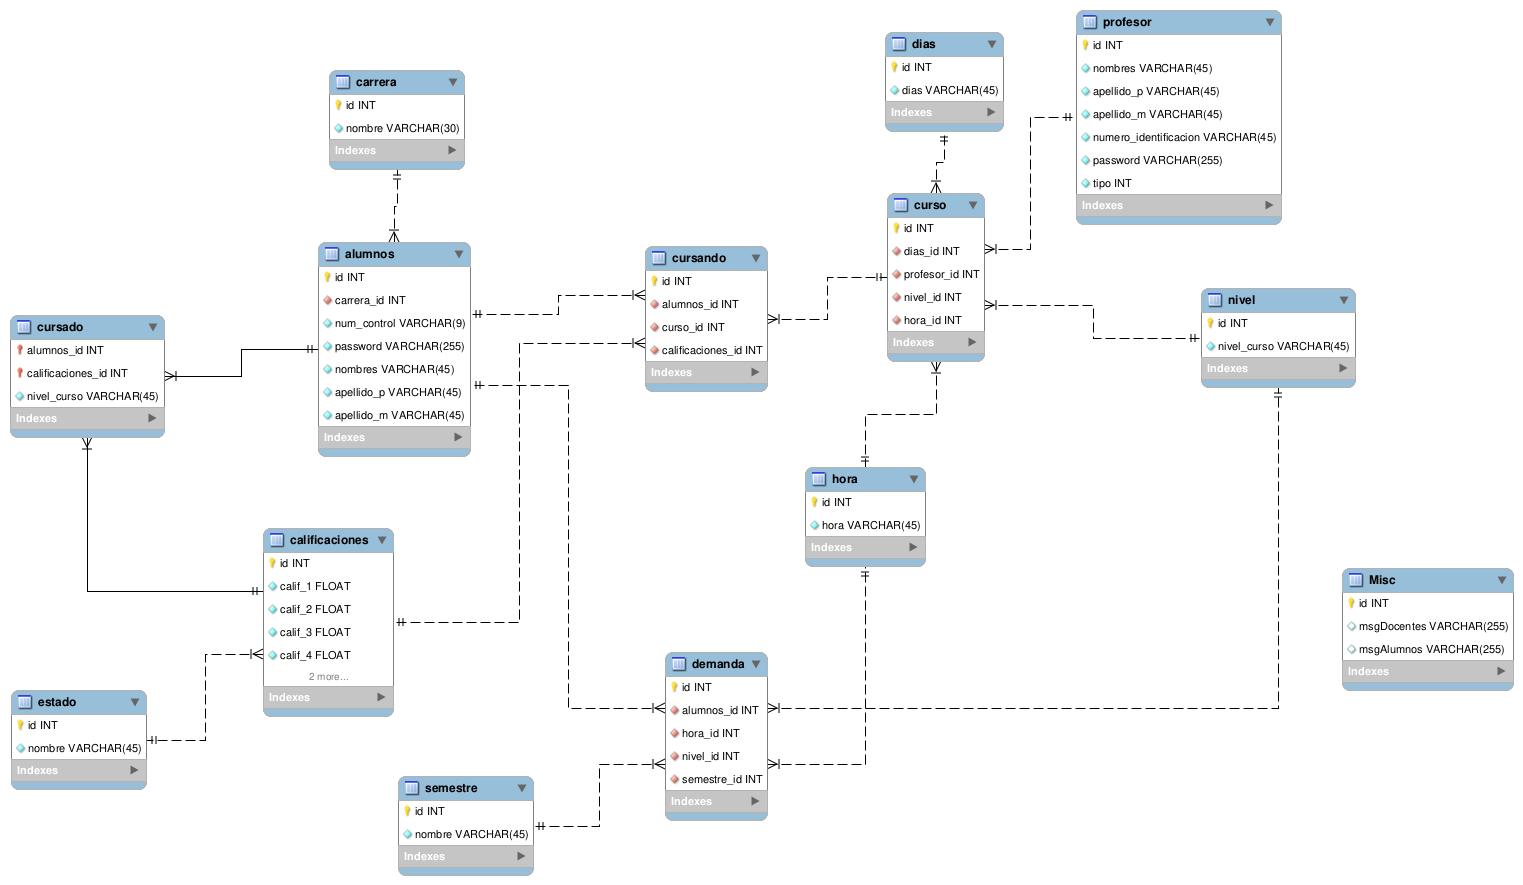 carrera
id INT
nombre VARCHAR(30)
Indexes
dias
id INT
dias VARCHAR(45)
Indexes
profesor
id INT
nombres VARCHAR(45)
apellido_p VARCHAR(45)
apellido_m VARCHAR(45)
numero_identificacion VARCHAR(45)
password VARCHAR(255)
tipo INT
Indexes
cursado
alumnos_id INT
calificaciones_id INT
nivel_curso VARCHAR(45)
Indexes
alumnos
id INT
carrera_id INT
num_control VARCHAR(9)
password VARCHAR(255)
nombres VARCHAR(45)
apellido_p VARCHAR(45)
apellido_m VARCHAR(45)
Indexes
cursando
id INT
alumnos_id INT
curso_id INT
calificaciones_id INT
Indexes
curso
id INT
dias_id INT
profesor_id INT
nivel_id INT
hora_id INT
Indexes
nivel
id INT
nivel_curso VARCHAR(45)
Indexes
hora
id INT
hora VARCHAR(45)
Indexes
calificaciones
id INT
calif_1 FLOAT
calif_2 FLOAT
calif_3 FLOAT
calif_4 FLOAT
2 more...
Indexes
Misc
id INT
msgDocentes VARCHAR(255)
msgAlumnos VARCHAR(255)
Indexes
estado
id INT
nombre VARCHAR(45)
Indexes
demanda
id INT
alumnos_id INT
hora_id INT
nivel_id INT
semestre_id INT
Indexes
semestre
id INT
nombre VARCHAR(45)
Indexes